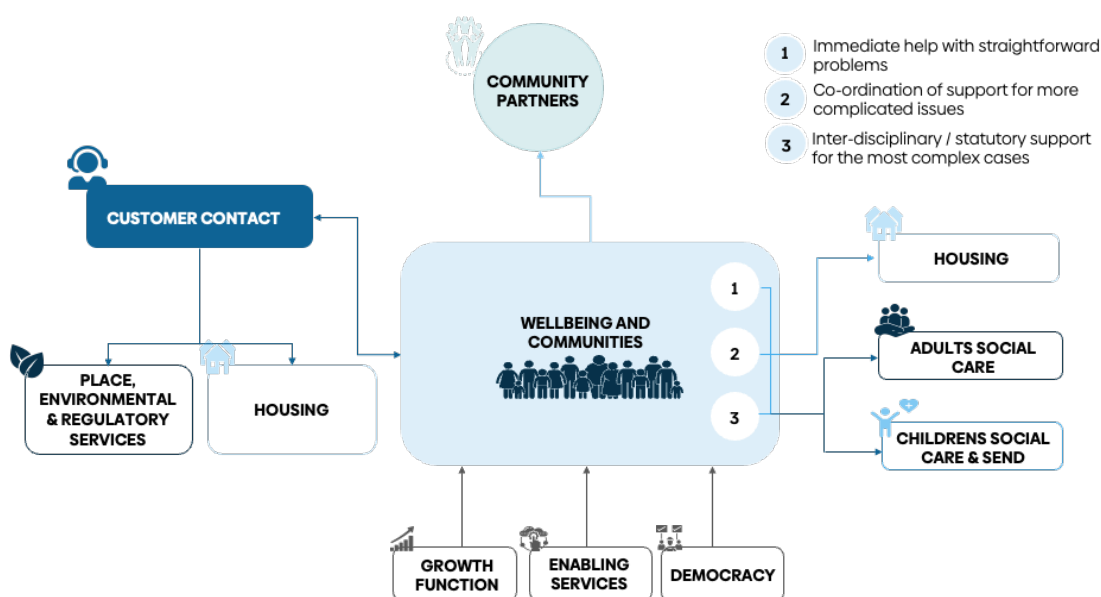 COMMUNITY
PARTNERS
1
Immediate help with straightforward
problems
2
Co-ordination of support for more
complicated issues
3
Inter-disciplinary / statutory support
for the most complex cases
CUSTOMER CONTACT
HOUSING
WELLBEING AND
COMMUNITIES
1
2
3
ADULTS SOCIAL
CARE
PLACE,
ENVIRONMENTAL
& REGULATORY
SERVICES
HOUSING
CHILDRENS SOCIAL
CARE & SEND
GROWTH
FUNCTION
ENABLING
SERVICES
DEMOCRACY